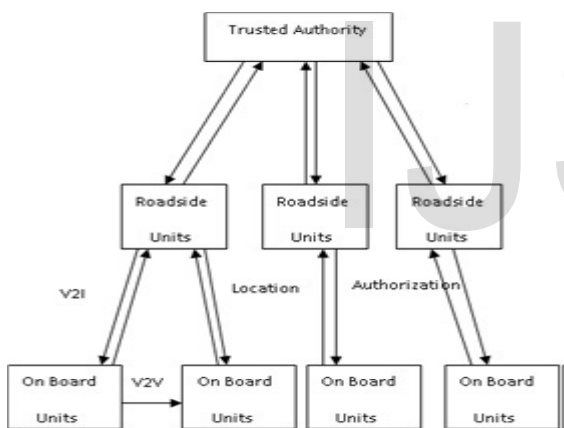 Trusted Authority
Roadside
Units
Roadside
Units
Roadside
Units
V2I
Location
Authorization
On Board
Units
V2V
On Board
Units
On Board
Units
On Board
Units
IJS